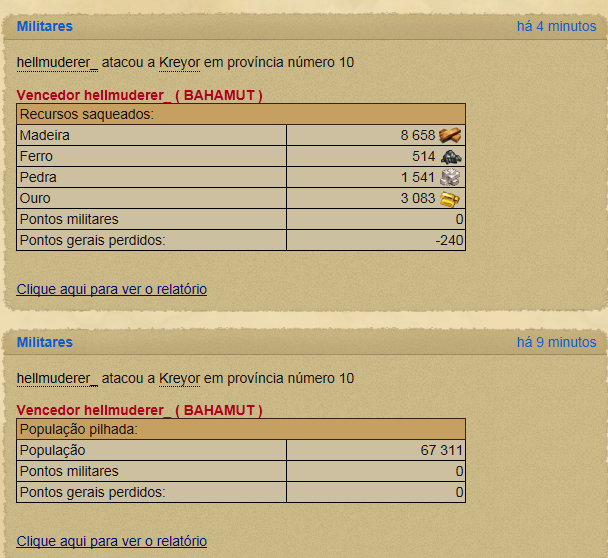 Militares há 4 minutos
hellmuderer_ atacou a Kreyor em província número 10
Vencedor hellmuderer_ ( BAHAMUT )
Recursos saqueados:
Madeira 8 658
Ferro 514
Pedra 1 541
Ouro 3 083
Pontos militares 0
Pontos gerais perdidos: -240
Clique aqui para ver o relatório
Militares há 9 minutos
hellmuderer_ atacou a Kreyor em província número 10
Vencedor hellmuderer_ ( BAHAMUT )
População pilhada:
População 67 311
Pontos militares 0
Pontos gerais perdidos: 0
Clique aqui para ver o relatório